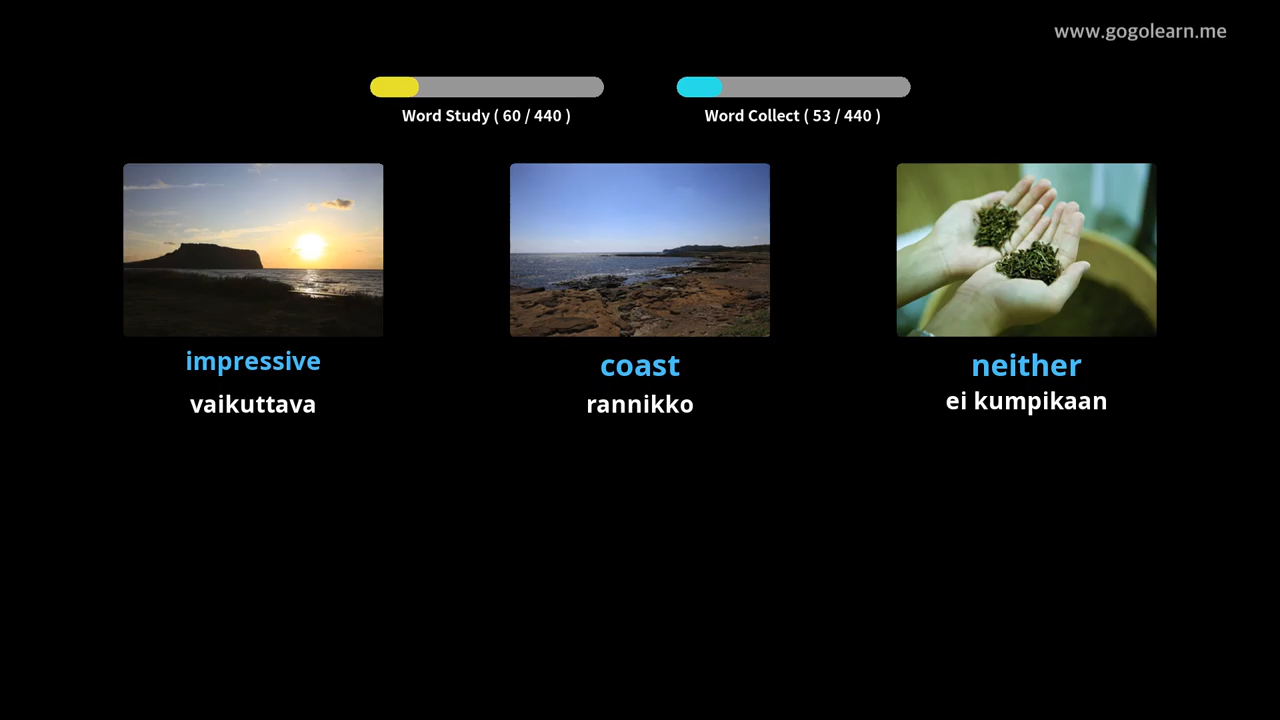 www.gogolearn.me
Word Study ( 60 / 440 )
Word Collect ( 53 / 440 )
impressive
vaikuttava
coast
rannikko
neither
ei kumpikaan